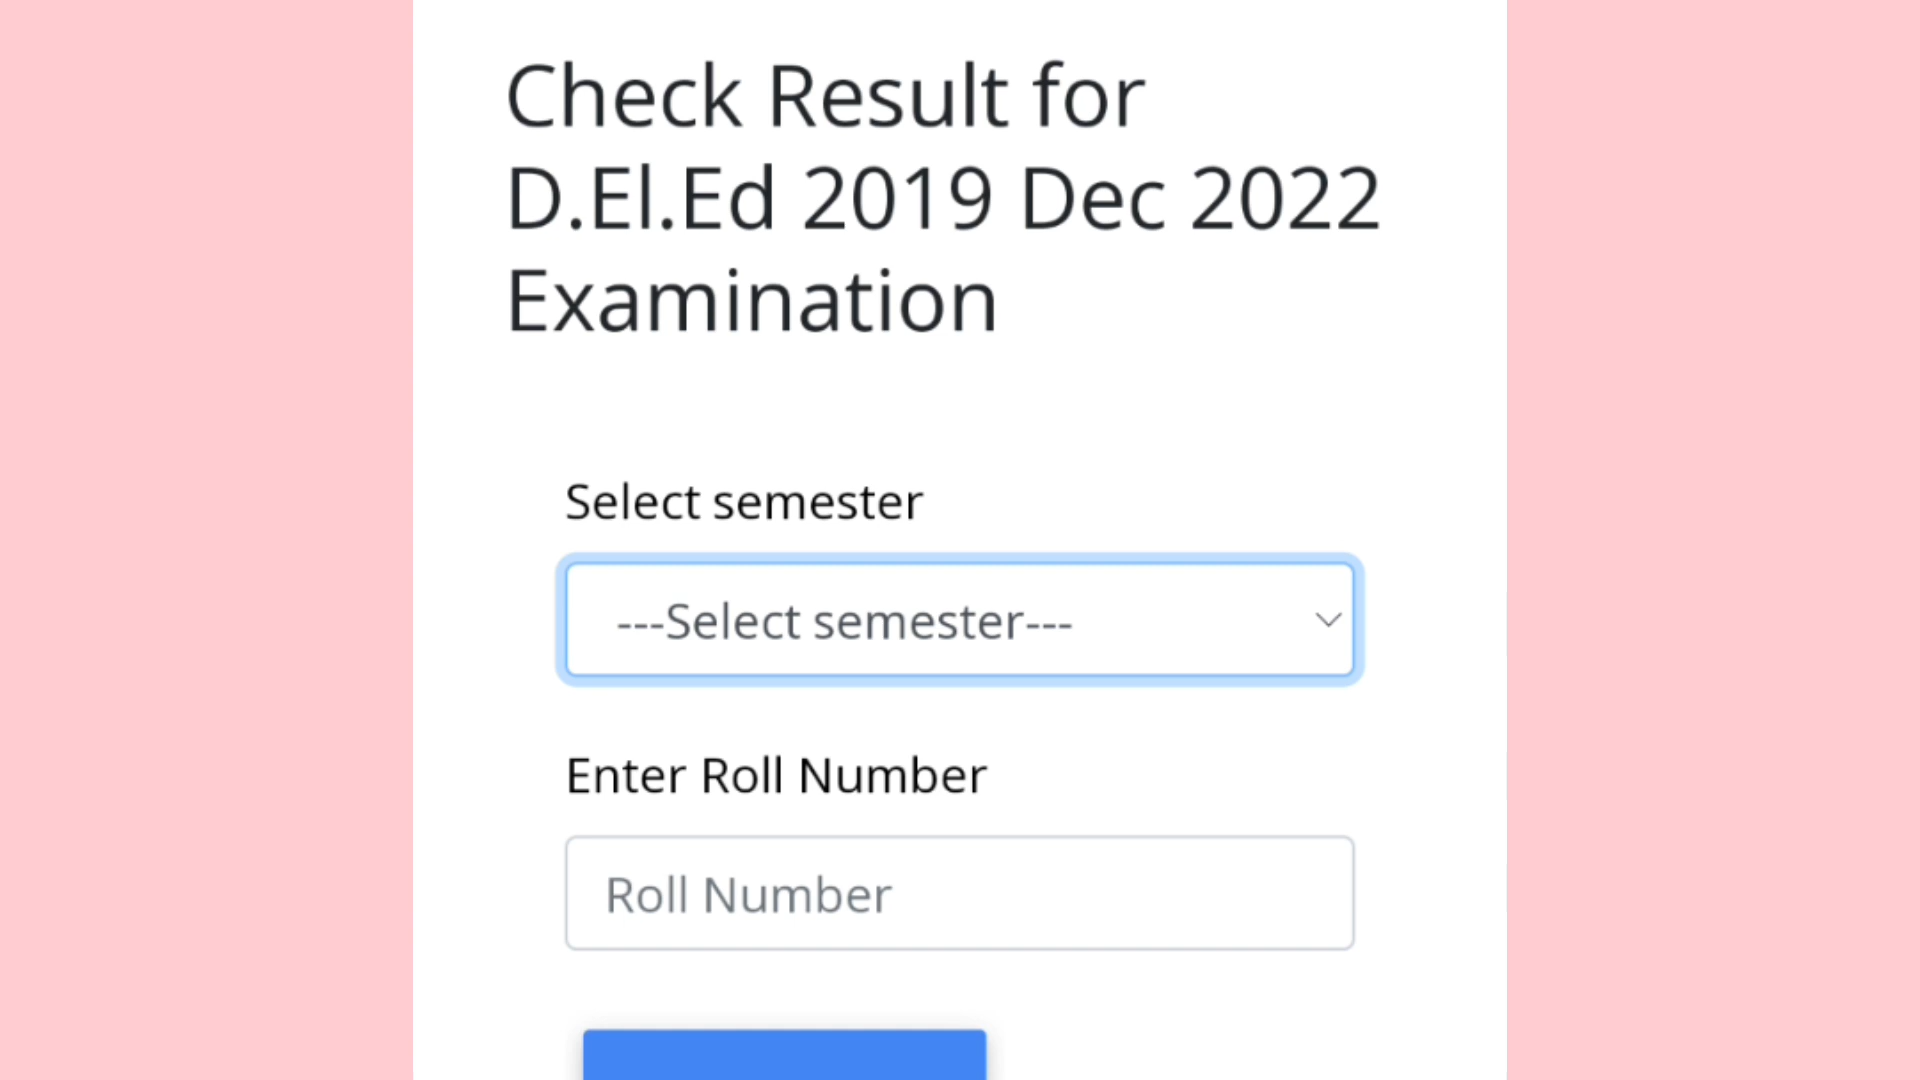 Check Result for
D.El.Ed 2019 Dec 2022
Examination
Select semester
---Select semester---
Enter Roll Number
Roll Number